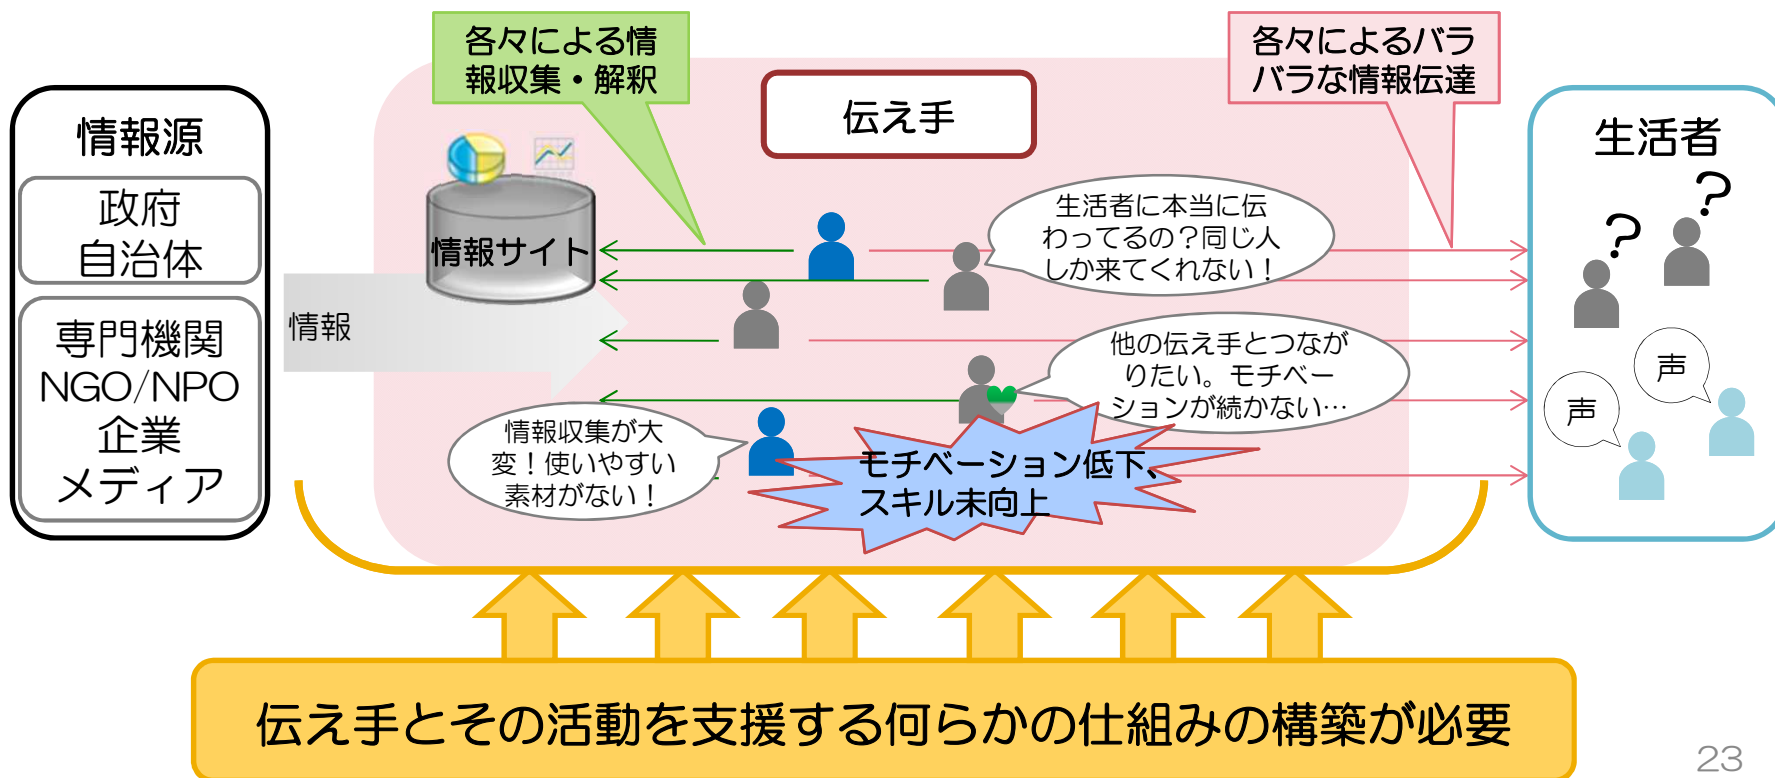 各々による情
報収集・解釈
各々によるバラ
バラな情報伝達
伝え手
情報源
政府
自治体
専門機関
NGO/NPO
企業
メディア
情報
情報サイト
生活者に本当に伝
わってるの？同じ人
しか来てくれない！
他の伝え手とつなが
りたい。モチベー
ションが続かない…
情報収集が大
変！使いやすい
素材がない！
モチベーション低下、
スキル未向上
生活者
？
？
声
声
伝え手とその活動を支援する何らかの仕組みの構築が必要
23